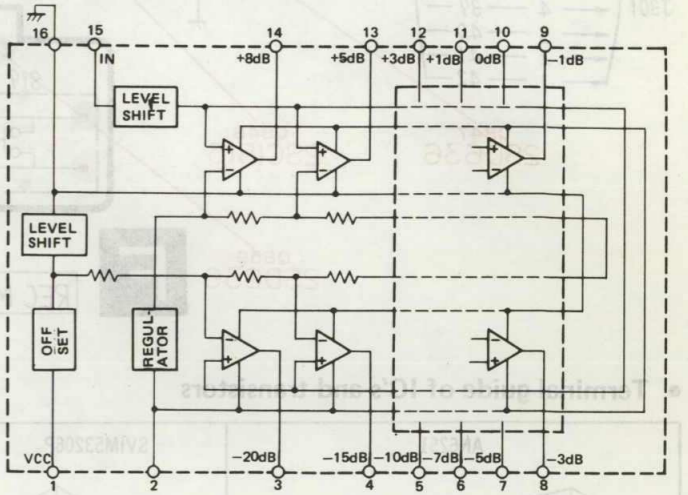 16 15 14 13 12 11 10 9
IN +8dB +5dB +3dB +1dB 0dB -1dB
LEVEL
SHIFT
+ - + - + -
LEVEL
SHIFT
OFF
SET
REGUL-
ATOR
- + - + - +
VCC -20dB -15dB -10dB -7dB -5dB -3dB
1 2 3 4 5 6 7 8
Terminal guide of IC's and transistors